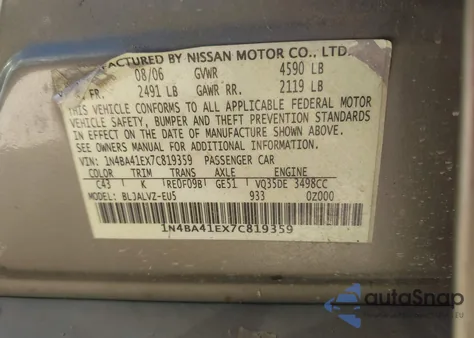 ACTURED BY NISSAN MOTOR CO., LTD.
08/06 GVWR 4590 LB
FR. 2491 LB GAWR RR. 2119 LB
THIS VEHICLE CONFORMS TO ALL APPLICABLE FEDERAL MOTOR
VEHICLE SAFETY, BUMPER AND THEFT PREVENTION STANDARDS
IN EFFECT ON THE DATE OF MANUFACTURE SHOWN ABOVE.
SEE OWNERS MANUAL FOR ADDITIONAL INFORMATION.
VIN: 1N4BA41EX7C819359 PASSENGER CAR
COLOR TRIM TRANS AXLE ENGINE
C43 K RE0F09B GE51 VQ35DE 3498CC
MODEL: BLJALVZ-EU5 933 0Z000
1N4BA41EX7C819359
autoSnap